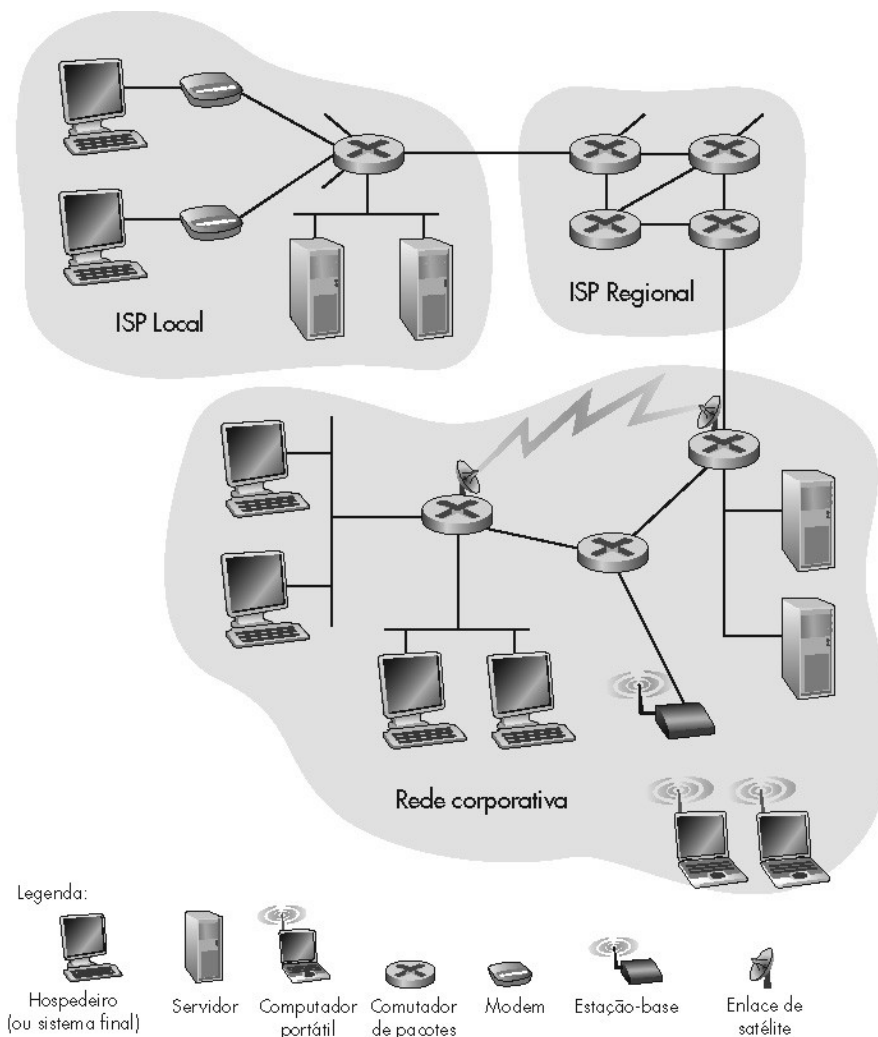 ISP Local
ISP Regional
Rede corporativa
Legenda:
Hospedeiro
(ou sistema final)
Servidor
Computador
portátil
Comutador
de pacotes
Modem
Estação-base
Enlace de
satélite